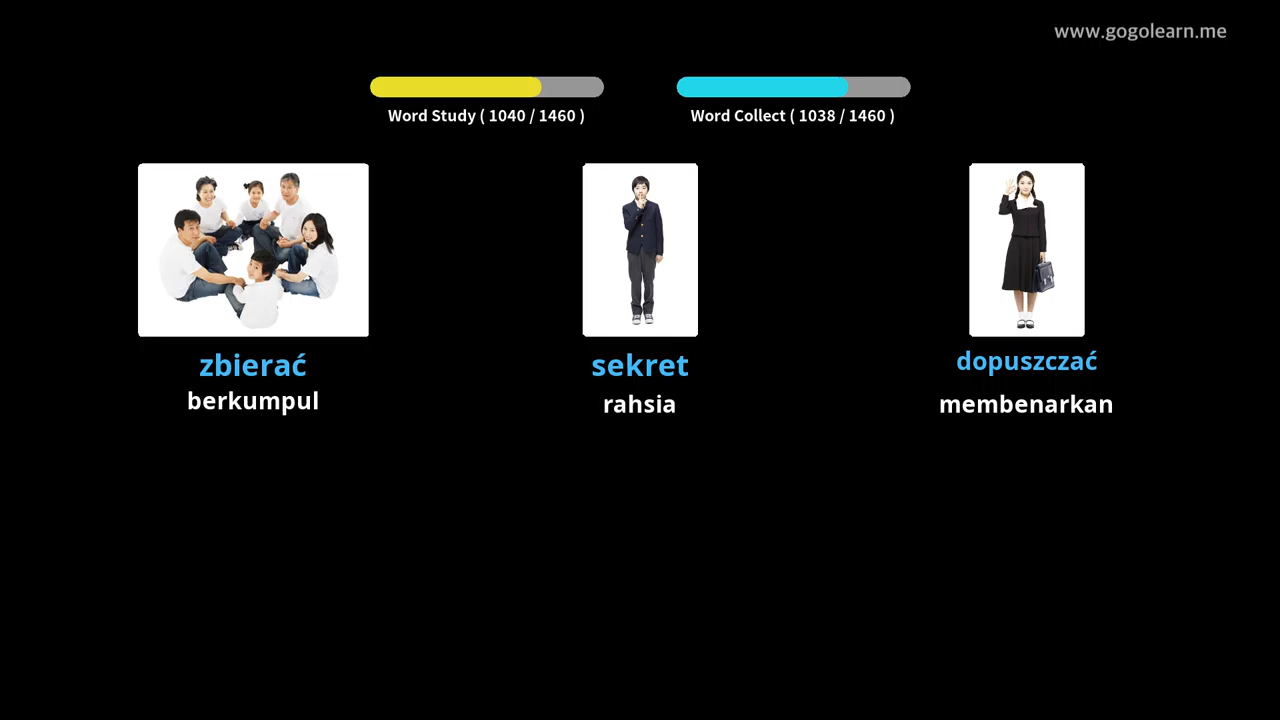 www.gogolearn.me
Word Study ( 1040 / 1460 )
Word Collect ( 1038 / 1460 )
zbierać
berkumpul
sekret
rahsia
dopuszczać
membenarkan